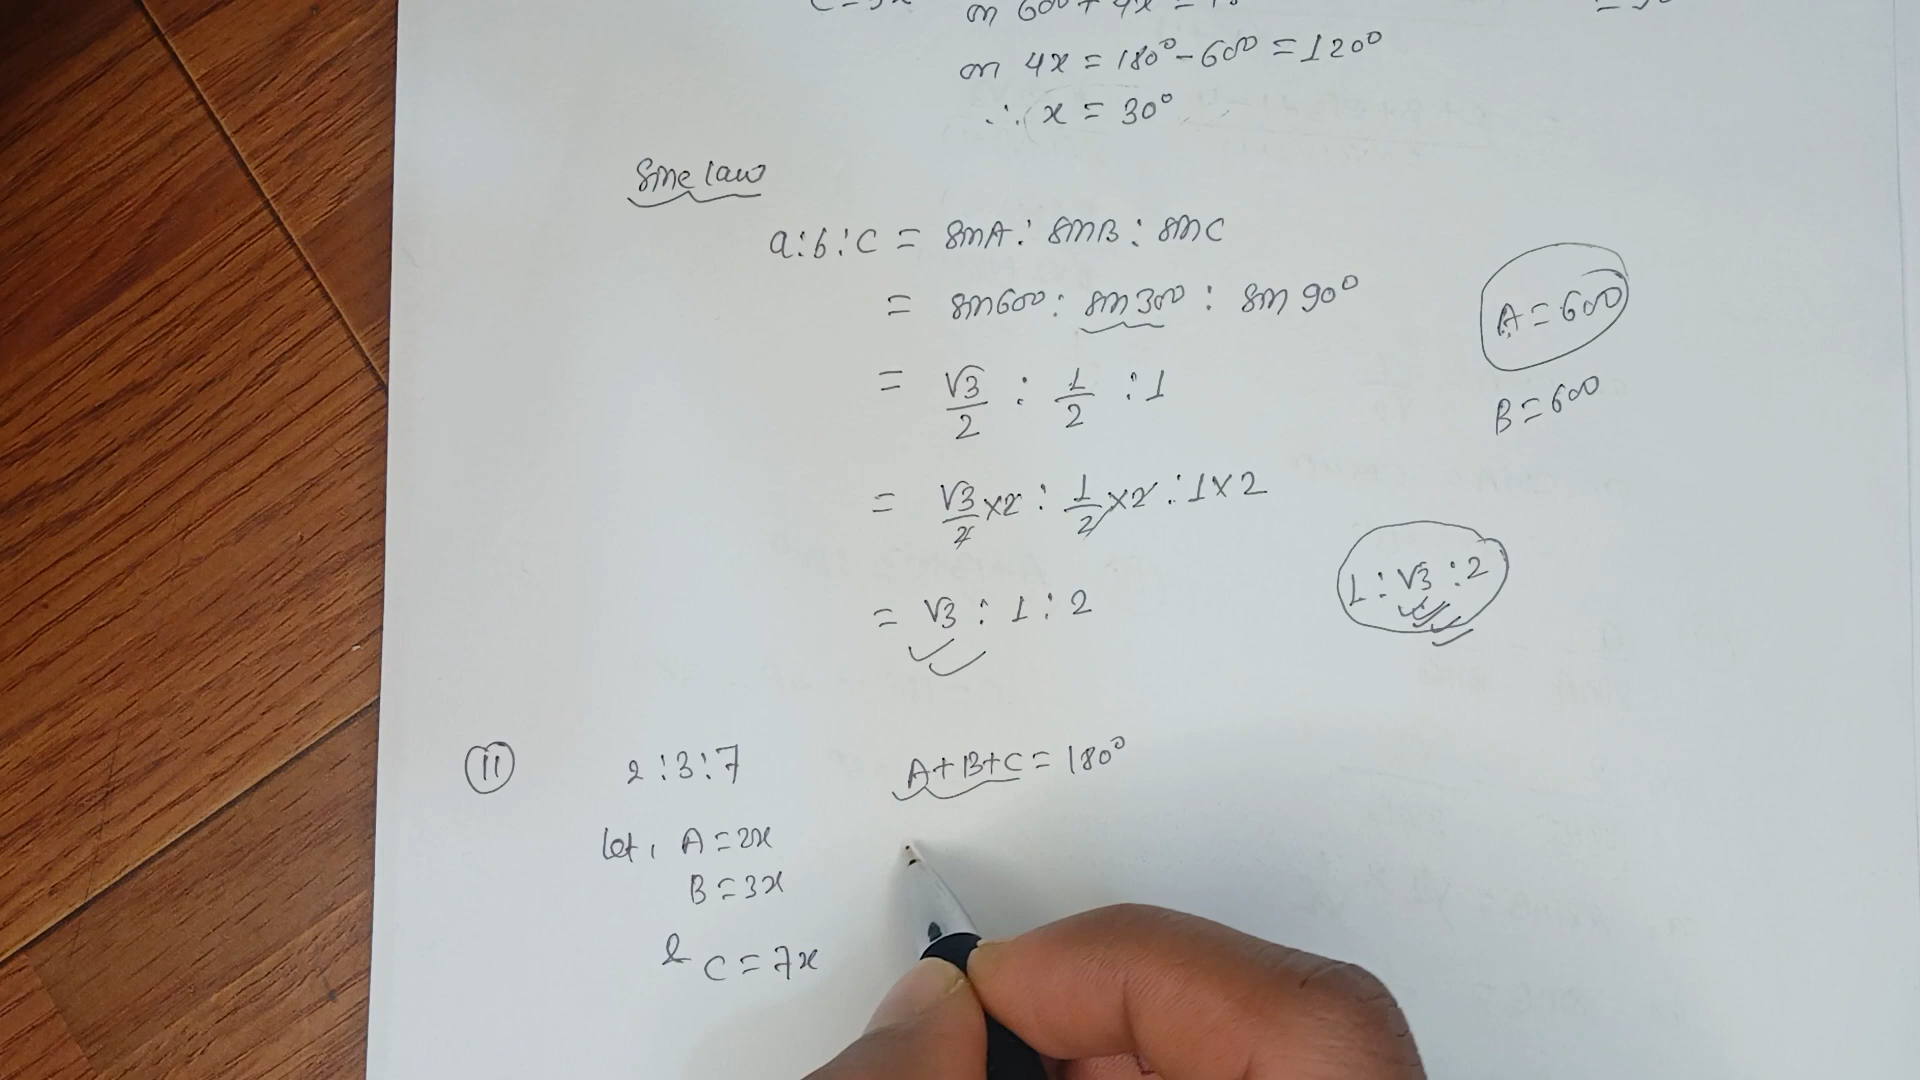 or 4x = 180° - 60° = 120°
∴ x = 30°
Sine law
a : b : c = sinA : sinB : sinC
= sin60° : sin30° : sin90°
A = 60°
= √3/2 : 1/2 : 1
B = 60°
= √3/2 × 2 : 1/2 × 2 : 1 × 2
1 : √3 : 2
= √3 : 1 : 2
11 2 : 3 : 7 A + B + C = 180°
Let, A = 2x
B = 3x
& C = 7x